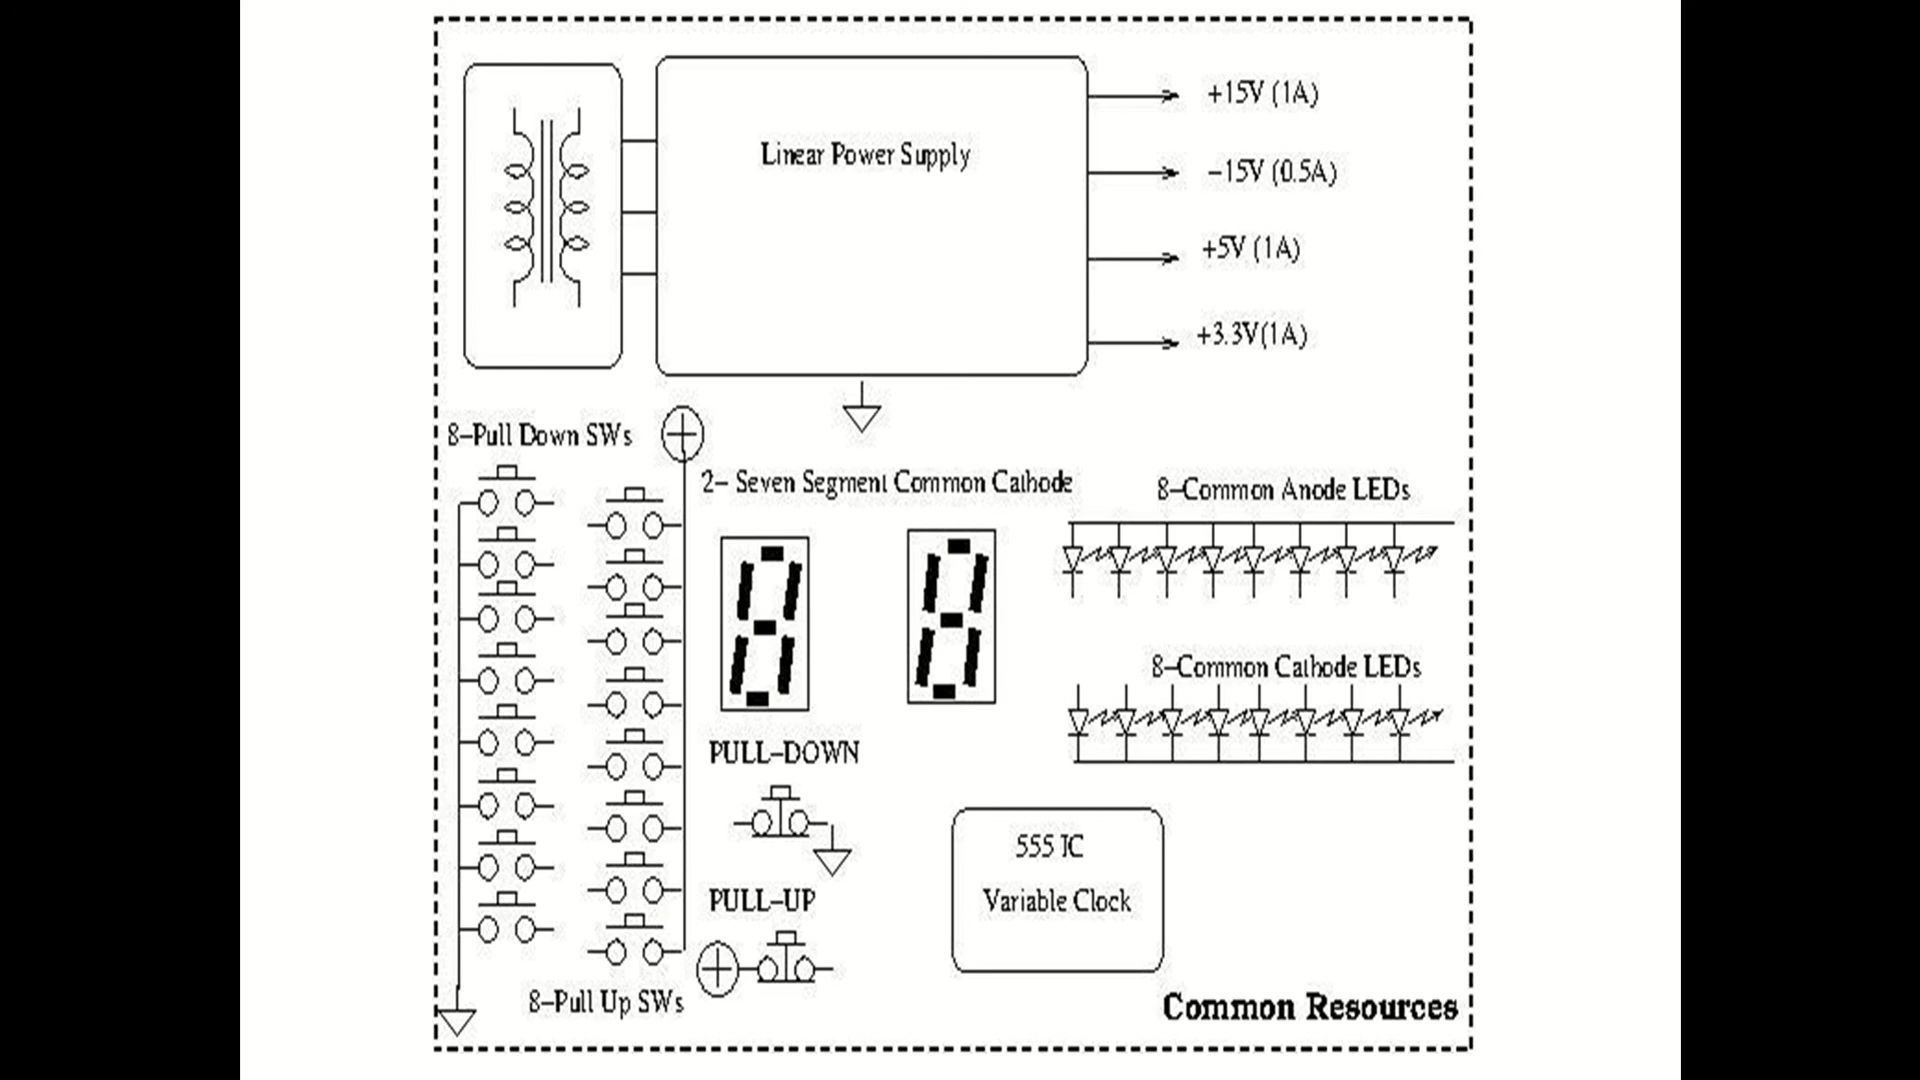 Linear Power Supply
+15V (1A)
−15V (0.5A)
+5V (1A)
+3.3V(1A)
8−Pull Down SWs
2− Seven Segment Common Cathode
8−Common Anode LEDs
8−Common Cathode LEDs
PULL−DOWN
PULL−UP
555 IC
Variable Clock
8−Pull Up SWs
Common Resources